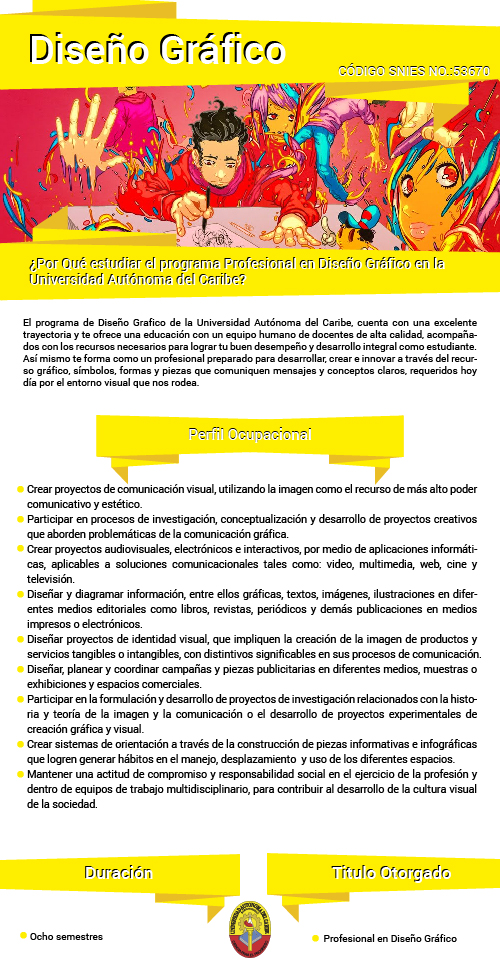 Diseño Gráfico
CÓDIGO SNIES NO.:53670
¿Por Qué estudiar el programa Profesional en Diseño Gráfico en la
Universidad Autónoma del Caribe?
El programa de Diseño Grafico de la Universidad Autónoma del Caribe, cuenta con una excelente
trayectoria y te ofrece una educación con un equipo humano de docentes de alta calidad, acompaña-
dos con los recursos necesarios para lograr tu buen desempeño y desarrollo integral como estudiante.
Así mismo te forma como un profesional preparado para desarrollar, crear e innovar a través del recur-
so gráfico, símbolos, formas y piezas que comuniquen mensajes y conceptos claros, requeridos hoy
día por el entorno visual que nos rodea.
Perfil Ocupacional
Crear proyectos de comunicación visual, utilizando la imagen como el recurso de más alto poder
comunicativo y estético.
Participar en procesos de investigación, conceptualización y desarrollo de proyectos creativos
que aborden problemáticas de la comunicación gráfica.
Crear proyectos audiovisuales, electrónicos e interactivos, por medio de aplicaciones informáti-
cas, aplicables a soluciones comunicacionales tales como: video, multimedia, web, cine y
televisión.
Diseñar y diagramar información, entre ellos gráficas, textos, imágenes, ilustraciones en difer-
entes medios editoriales como libros, revistas, periódicos y demás publicaciones en medios
impresos o electrónicos.
Diseñar proyectos de identidad visual, que impliquen la creación de la imagen de productos y
servicios tangibles o intangibles, con distintivos significables en sus procesos de comunicación.
Diseñar, planear y coordinar campañas y piezas publicitarias en diferentes medios, muestras o
exhibiciones y espacios comerciales.
Participar en la formulación y desarrollo de proyectos de investigación relacionados con la histo-
ria y teoría de la imagen y la comunicación o el desarrollo de proyectos experimentales de
creación gráfica y visual.
Crear sistemas de orientación a través de la construcción de piezas informativas e infográficas
que logren generar hábitos en el manejo, desplazamiento y uso de los diferentes espacios.
Mantener una actitud de compromiso y responsabilidad social en el ejercicio de la profesión y
dentro de equipos de trabajo multidisciplinario, para contribuir al desarrollo de la cultura visual
de la sociedad.
Duración
Titulo Otorgado
Ocho semestres
Profesional en Diseño Gráfico